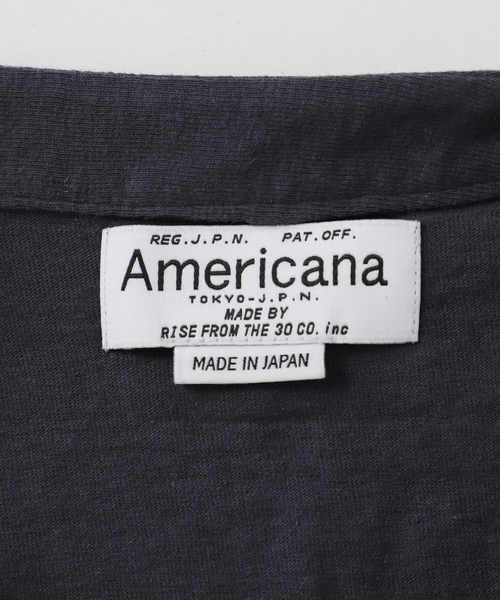 REG.J.P.N. PAT.OFF.
Americana
TOKYO-J.P.N.
MADE BY
RISE FROM THE 30 CO. inc
MADE IN JAPAN